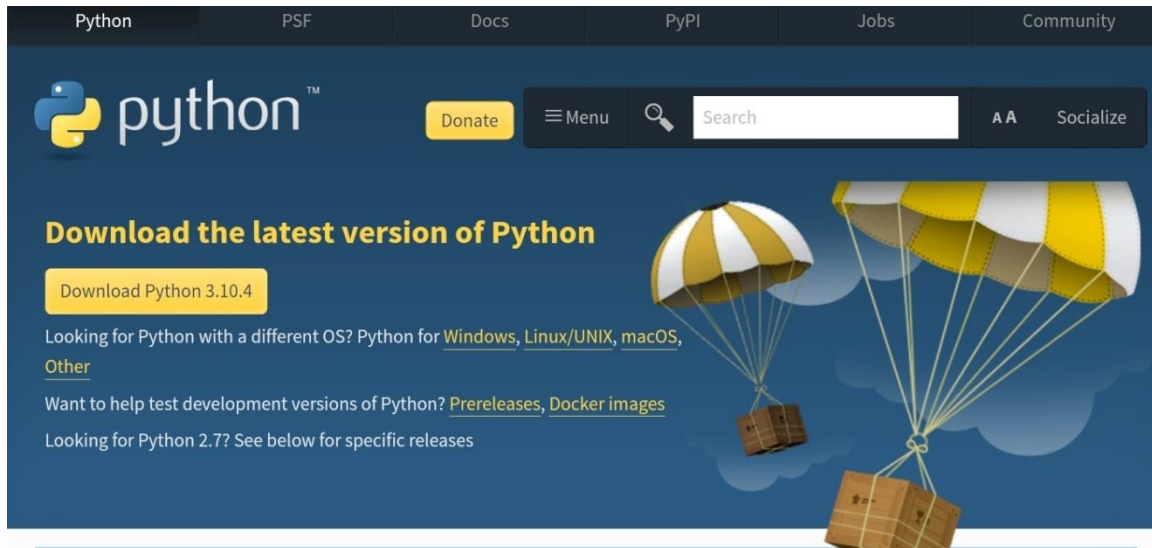 Python PSF Docs PyPI Jobs Community
python™ Donate Menu Search A A Socialize
Download the latest version of Python
Download Python 3.10.4
Looking for Python with a different OS? Python for Windows, Linux/UNIX, macOS,
Other
Want to help test development versions of Python? Prereleases, Docker images
Looking for Python 2.7? See below for specific releases